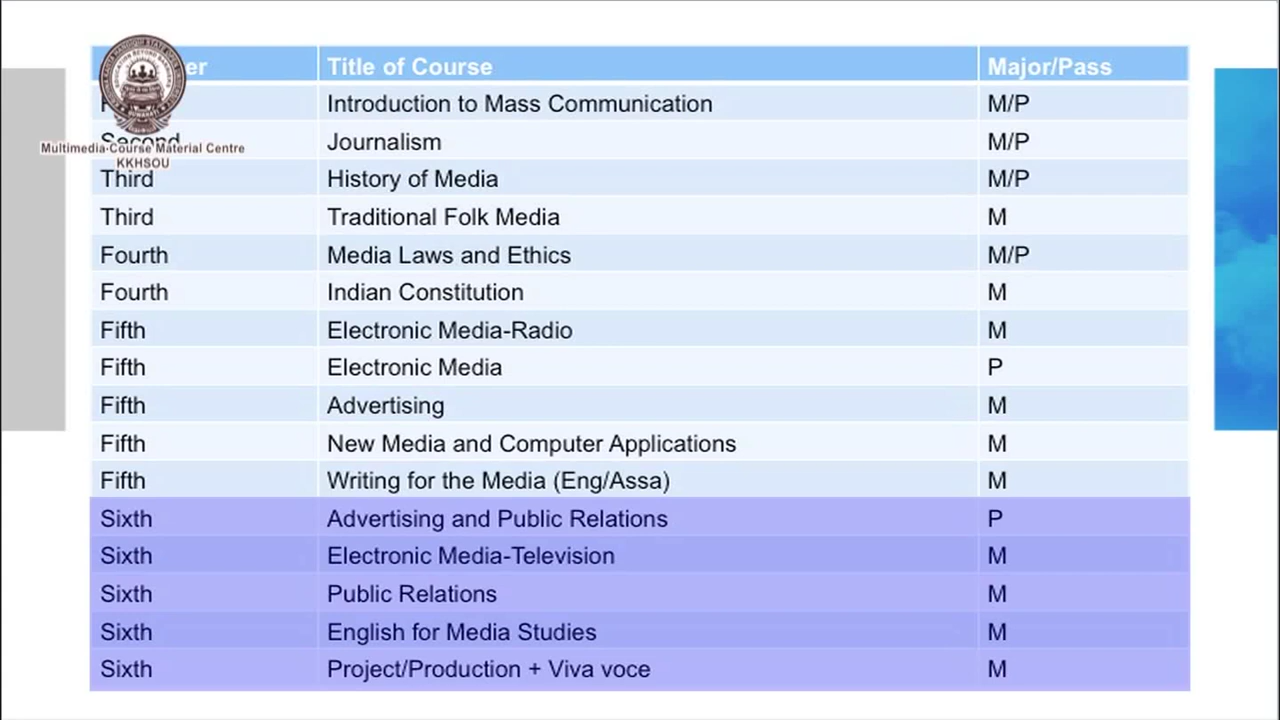 er Title of Course Major/Pass
F Introduction to Mass Communication M/P
Second Journalism M/P
Multimedia Course Material Centre
KKHSOU
Third History of Media M/P
Third Traditional Folk Media M
Fourth Media Laws and Ethics M/P
Fourth Indian Constitution M
Fifth Electronic Media-Radio M
Fifth Electronic Media P
Fifth Advertising M
Fifth New Media and Computer Applications M
Fifth Writing for the Media (Eng/Assa) M
Sixth Advertising and Public Relations P
Sixth Electronic Media-Television M
Sixth Public Relations M
Sixth English for Media Studies M
Sixth Project/Production + Viva voce M